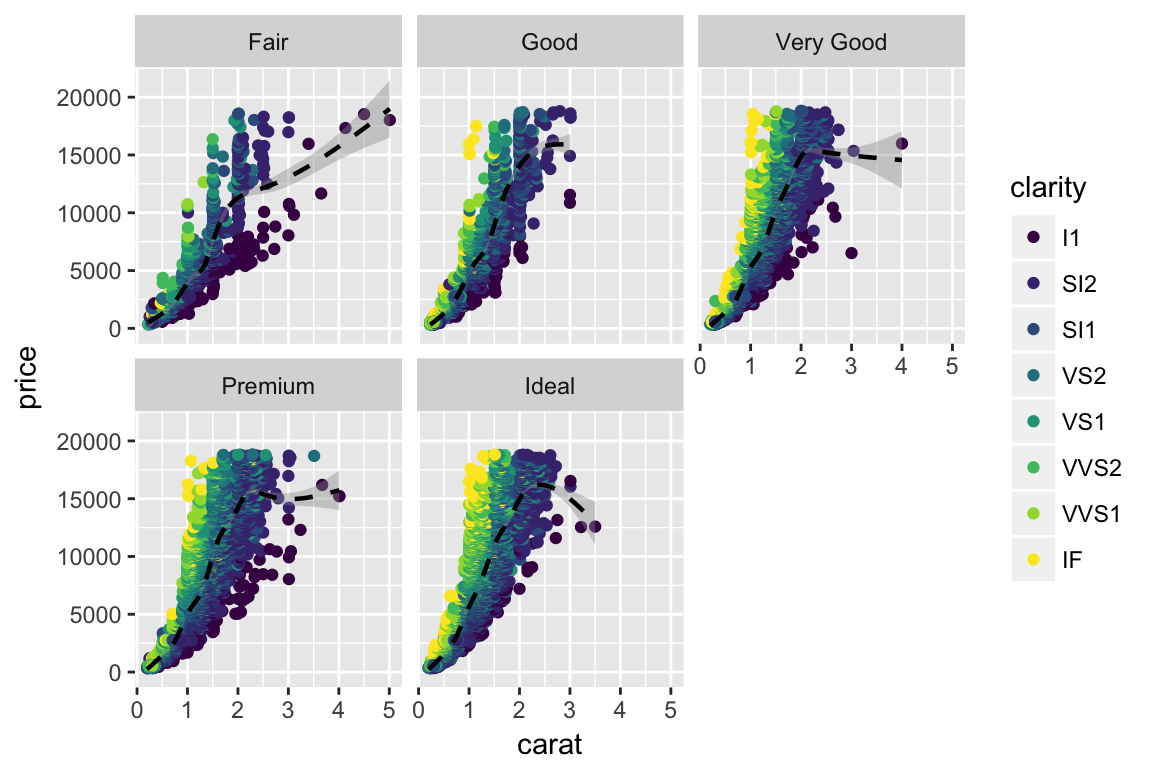 Fair
Good
Very Good
20000
15000
10000
5000
0
0 1 2 3 4 5
Premium
Ideal
20000
15000
10000
5000
0
0 1 2 3 4 5
0 1 2 3 4 5
price
carat
clarity
I1
SI2
SI1
VS2
VS1
VVS2
VVS1
IF